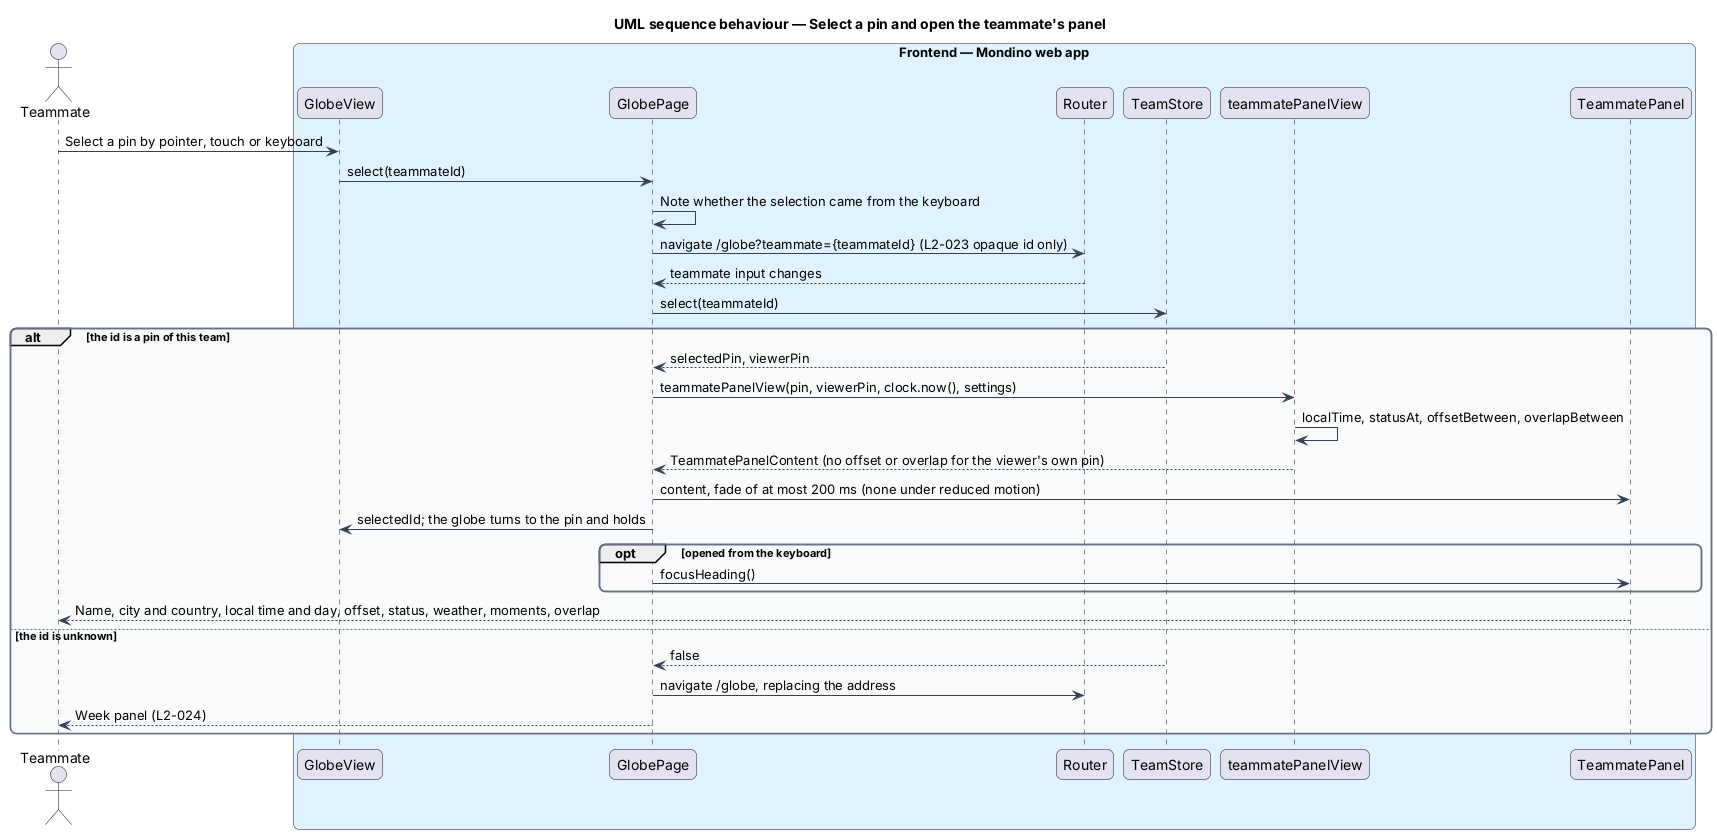 UML sequence behaviour — Select a pin and open the teammate's panel
Frontend — Mondino web app
Teammate
GlobeView
GlobePage
Router
TeamStore
teammatePanelView
TeammatePanel
Select a pin by pointer, touch or keyboard
select(teammateId)
Note whether the selection came from the keyboard
navigate /globe?teammate={teammateId} (L2-023 opaque id only)
teammate input changes
select(teammateId)
alt
[the id is a pin of this team]
selectedPin, viewerPin
teammatePanelView(pin, viewerPin, clock.now(), settings)
localTime, statusAt, offsetBetween, overlapBetween
TeammatePanelContent (no offset or overlap for the viewer's own pin)
content, fade of at most 200 ms (none under reduced motion)
selectedId; the globe turns to the pin and holds
opt
[opened from the keyboard]
focusHeading()
Name, city and country, local time and day, offset, status, weather, moments, overlap
[the id is unknown]
false
navigate /globe, replacing the address
Week panel (L2-024)
Teammate
GlobeView
GlobePage
Router
TeamStore
teammatePanelView
TeammatePanel